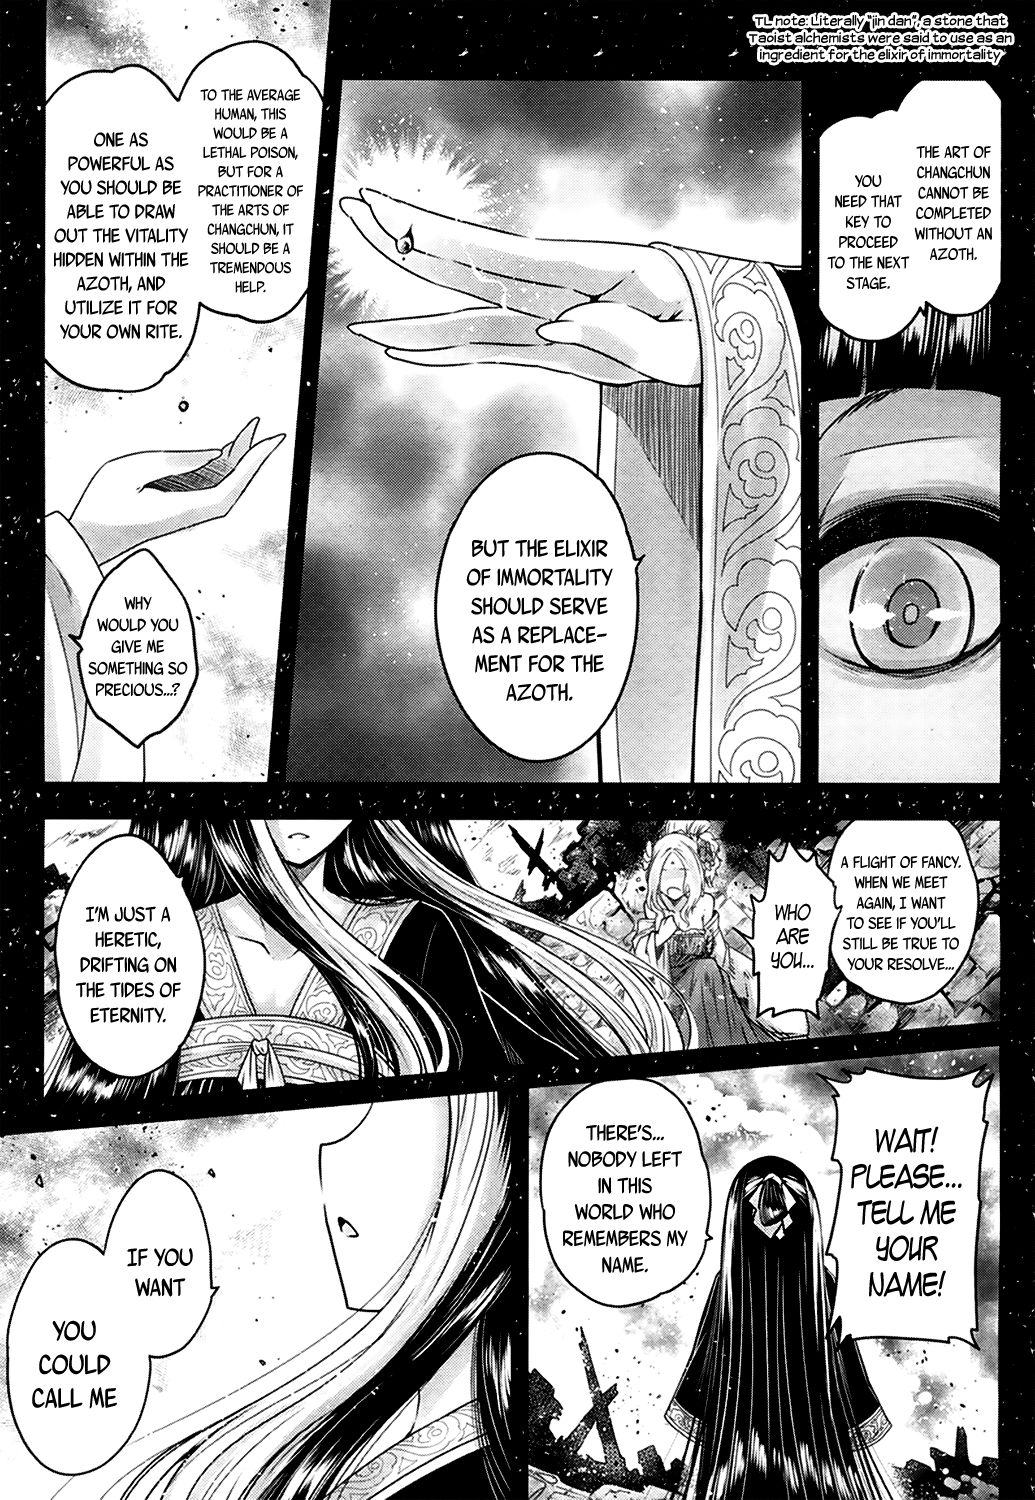 TL note: Literally "jin dan", a stone that
Taoist alchemists were said to use as an
ingredient for the elixir of immortality
THE ART OF
CHANGCHUN
CANNOT BE
COMPLETED
WITHOUT AN
AZOTH.
YOU
NEED THAT
KEY TO
PROCEED
TO THE NEXT
STAGE.
BUT THE ELIXIR
OF IMMORTALITY
SHOULD SERVE
AS A REPLACE-
MENT FOR THE
AZOTH.
TO THE AVERAGE
HUMAN, THIS
WOULD BE A
LETHAL POISON,
BUT FOR A
PRACTITIONER OF
THE ARTS OF
CHANGCHUN, IT
SHOULD BE A
TREMENDOUS
HELP.
ONE AS
POWERFUL AS
YOU SHOULD BE
ABLE TO DRAW
OUT THE VITALITY
HIDDEN WITHIN THE
AZOTH, AND
UTILIZE IT FOR
YOUR OWN RITE.
WHY
WOULD YOU
GIVE ME
SOMETHING SO
PRECIOUS...?
A FLIGHT OF FANCY.
WHEN WE MEET
AGAIN, I WANT
TO SEE IF YOU'LL
STILL BE TRUE TO
YOUR RESOLVE...
WHO
ARE
YOU...
I'M JUST A
HERETIC,
DRIFTING ON
THE TIDES OF
ETERNITY.
WAIT!
PLEASE...
TELL ME
YOUR
NAME!
THERE'S...
NOBODY LEFT
IN THIS
WORLD WHO
REMEMBERS MY
NAME.
IF YOU
WANT
YOU
COULD
CALL ME